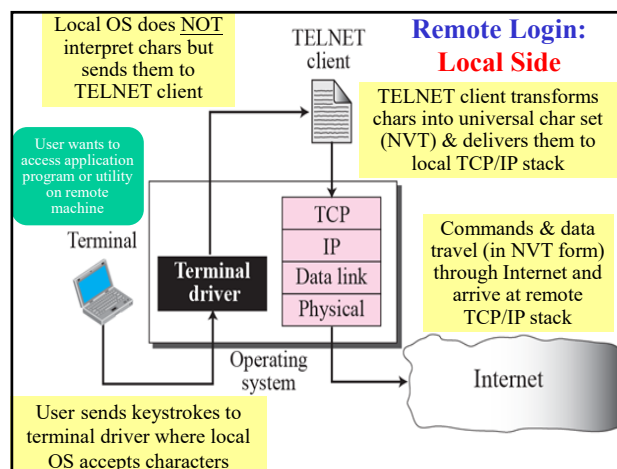 Remote Login:
Local Side
Local OS does NOT
interpret chars but
sends them to
TELNET client
TELNET
client
TELNET client transforms
chars into universal char set
(NVT) & delivers them to
local TCP/IP stack
User wants to
access application
program or utility
on remote
machine
Terminal
Terminal
driver
TCP
IP
Data link
Physical
Commands & data
travel (in NVT form)
through Internet and
arrive at remote
TCP/IP stack
Operating
system
Internet
User sends keystrokes to
terminal driver where local
OS accepts characters